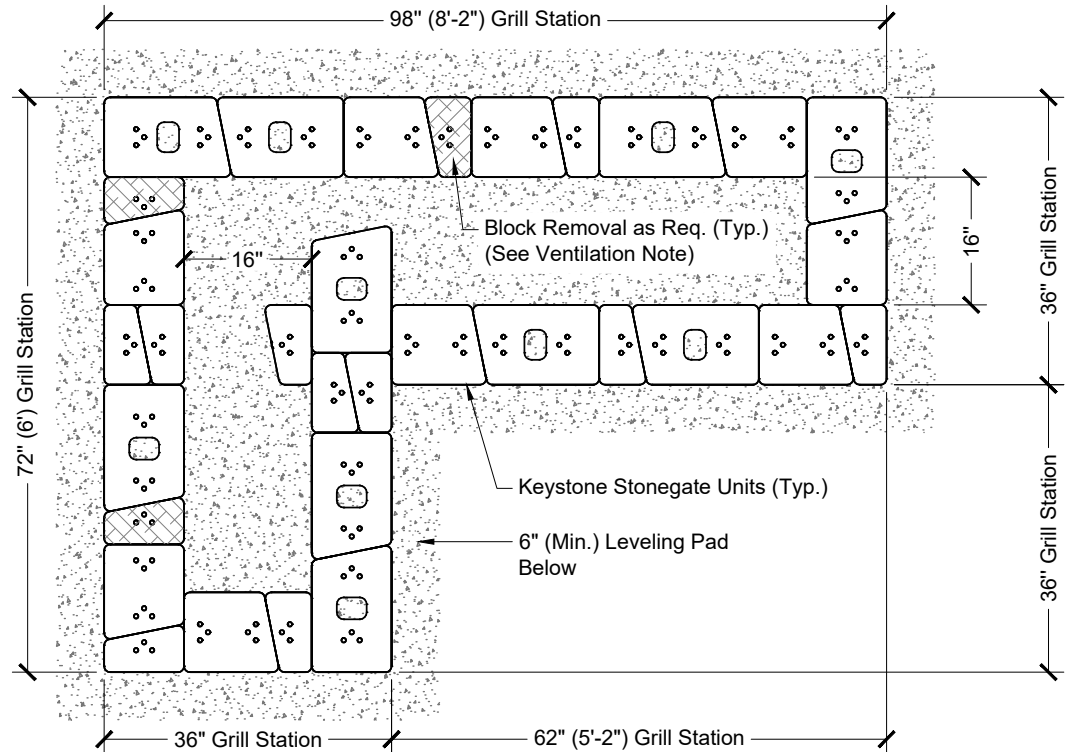 98" (8'-2") Grill Station
Block Removal as Req. (Typ.)
(See Ventilation Note)
16"
16"
36" Grill Station
72" (6') Grill Station
Keystone Stonegate Units (Typ.)
6" (Min.) Leveling Pad
Below
36" Grill Station
36" Grill Station
62" (5'-2") Grill Station